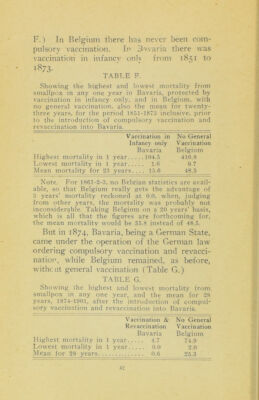 F.) In Belgium there has never been com-
pulsory vaccination. In Bavaria there was
vaccination in infancy only from 1851 to
1873.
TABLE F.
Showing the highest and lowest mortality from
smallpox in any one year in Bavaria, protected by
vaccination in infancy only, and in Belgium, with
no general vaccination, also the mean for twenty-
three years, for the period 1851-1873 inclusive, prior
to the introduction of compulsory vaccination and
revaccination into Bavaria.
Vaccination in No General
Infancy only Vaccination
Bavaria Belgium
Highest mortality in 1 year.....104.5 416.8
Lowest mortality in 1 year..... 1.6 9.7
Mean mortality for 23 years.... 15.6 48.5
Note. For 1861-2-3, no Belgian statistics are avail-
able, so that Belgium really gets the advantage of
3 years' mortality reckoned as 0.0, when, judging
from other years, the mortality was probably not
inconsiderable. Taking Belgium on a 20 years' basis,
which is all that the figures are forthcoming for,
the mean mortality would be 55.8 instead of 48.5.
But in 1874, Bavaria, being a German State,
came under the operation of the German law
ordering compulsory vaccination and revacci-
nation, while Belgium remained, as before,
without general vaccination (Table G.)
TABLE G.
Showing the highest and lowest mortality from
smallpox in any one year, and the mean for 28
years, 1874-1901, after the introduction of compul-
sory vaccination and revaccination into Bavaria.
Vaccination & No General
Revaccination Vaccination
Bavaria Belgium
Highest mortality in 1 year..... 4.7 74.9
Lowest mortality in 1 year..... 0.0 2.0
Mean for 28 years.............. 0.6 25.3
42